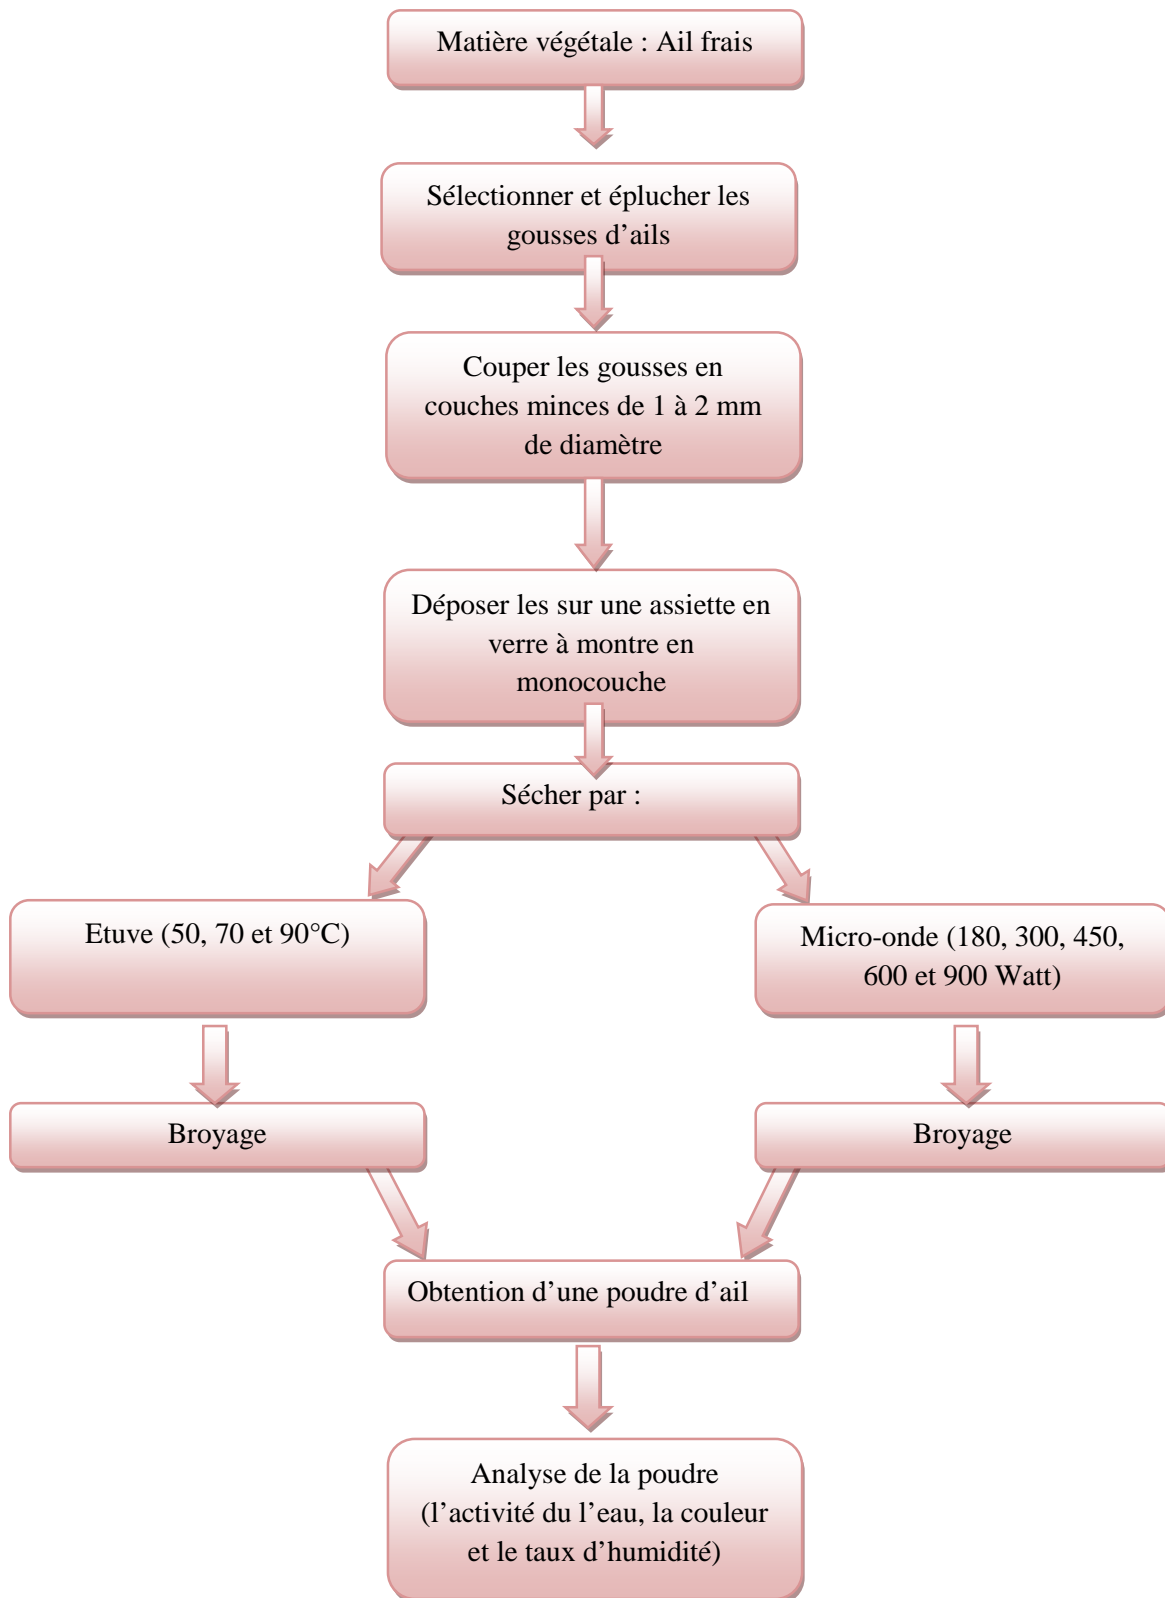 Matière végétale : Ail frais
Sélectionner et éplucher les
gousses d’ails
Couper les gousses en
couches minces de 1 à 2 mm
de diamètre
Déposer les sur une assiette en
verre à montre en
monocouche
Sécher par :
Etuve (50, 70 et 90°C)
Micro-onde (180, 300, 450,
600 et 900 Watt)
Broyage
Broyage
Obtention d’une poudre d’ail
Analyse de la poudre
(l’activité du l’eau, la couleur
et le taux d’humidité)